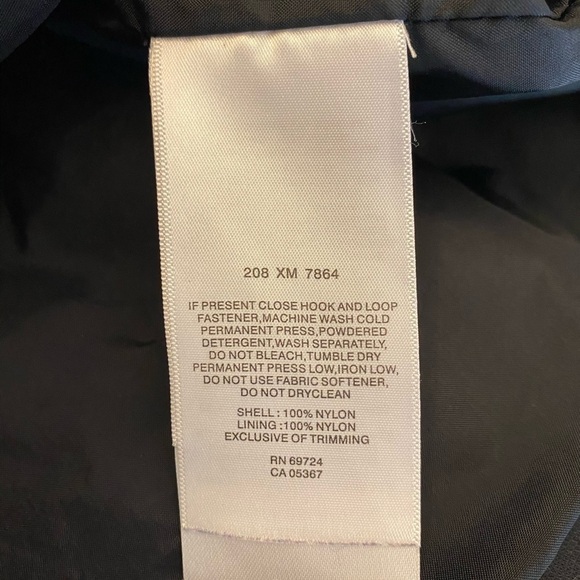 208 XM 7864
IF PRESENT CLOSE HOOK AND LOOP
FASTENER,MACHINE WASH COLD
PERMANENT PRESS,POWDERED
DETERGENT,WASH SEPARATELY,
DO NOT BLEACH,TUMBLE DRY
PERMANENT PRESS LOW,IRON LOW,
DO NOT USE FABRIC SOFTENER,
DO NOT DRYCLEAN
SHELL : 100% NYLON
LINING : 100% NYLON
EXCLUSIVE OF TRIMMING
RN 69724
CA 05367